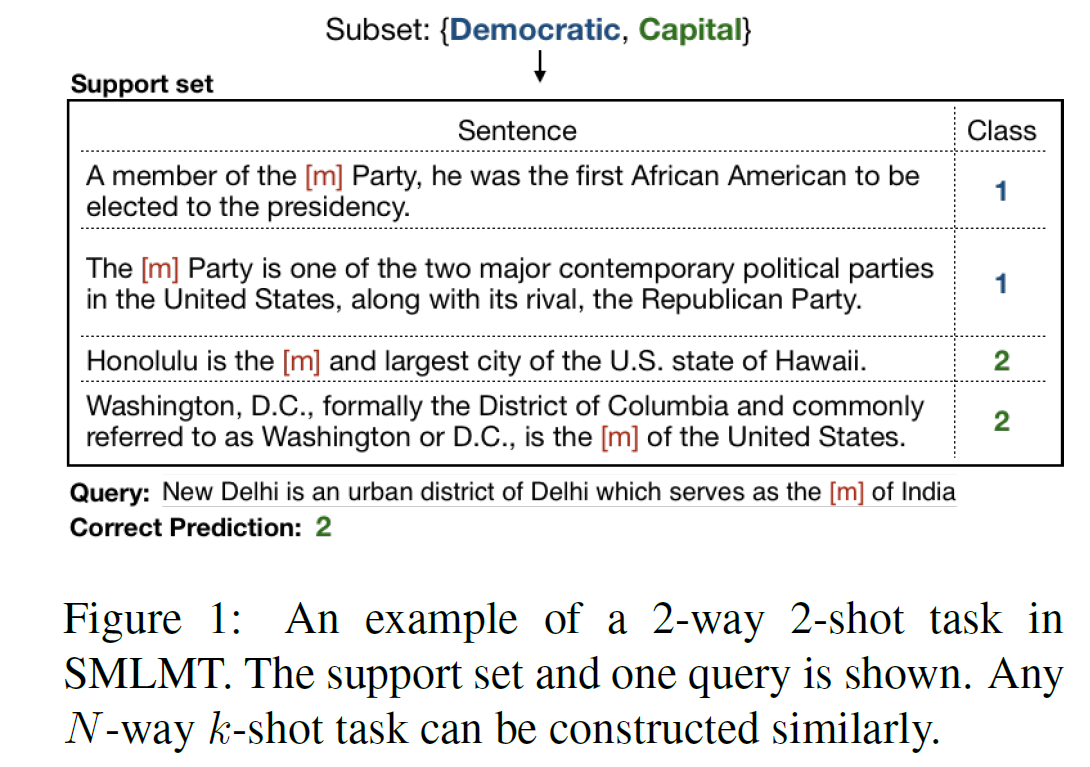 Subset: {Democratic, Capital}
Support set
Sentence Class
A member of the [m] Party, he was the first African American to be
elected to the presidency.
1
The [m] Party is one of the two major contemporary political parties
in the United States, along with its rival, the Republican Party.
1
Honolulu is the [m] and largest city of the U.S. state of Hawaii. 2
Washington, D.C., formally the District of Columbia and commonly
referred to as Washington or D.C., is the [m] of the United States.
2
Query: New Delhi is an urban district of Delhi which serves as the [m] of India
Correct Prediction: 2
Figure 1: An example of a 2-way 2-shot task in
SMLMT. The support set and one query is shown. Any
N-way k-shot task can be constructed similarly.